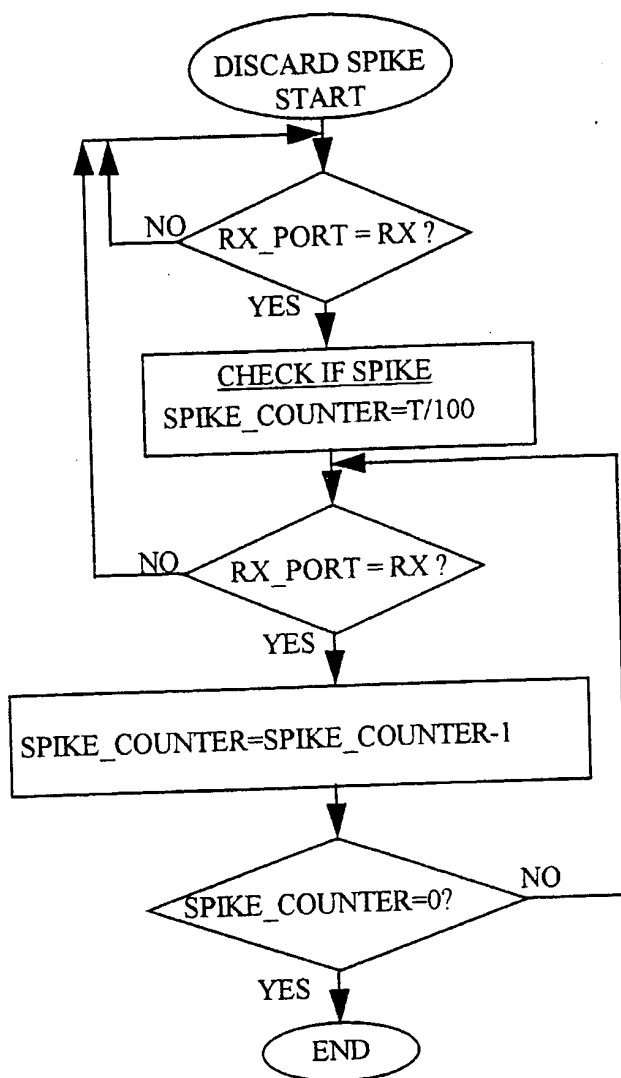 DISCARD SPIKE
START
NO
RX_PORT = RX ?
YES
CHECK IF SPIKE
SPIKE_COUNTER=T/100
NO
RX_PORT = RX ?
YES
SPIKE_COUNTER=SPIKE_COUNTER-1
SPIKE_COUNTER=0?
NO
YES
END